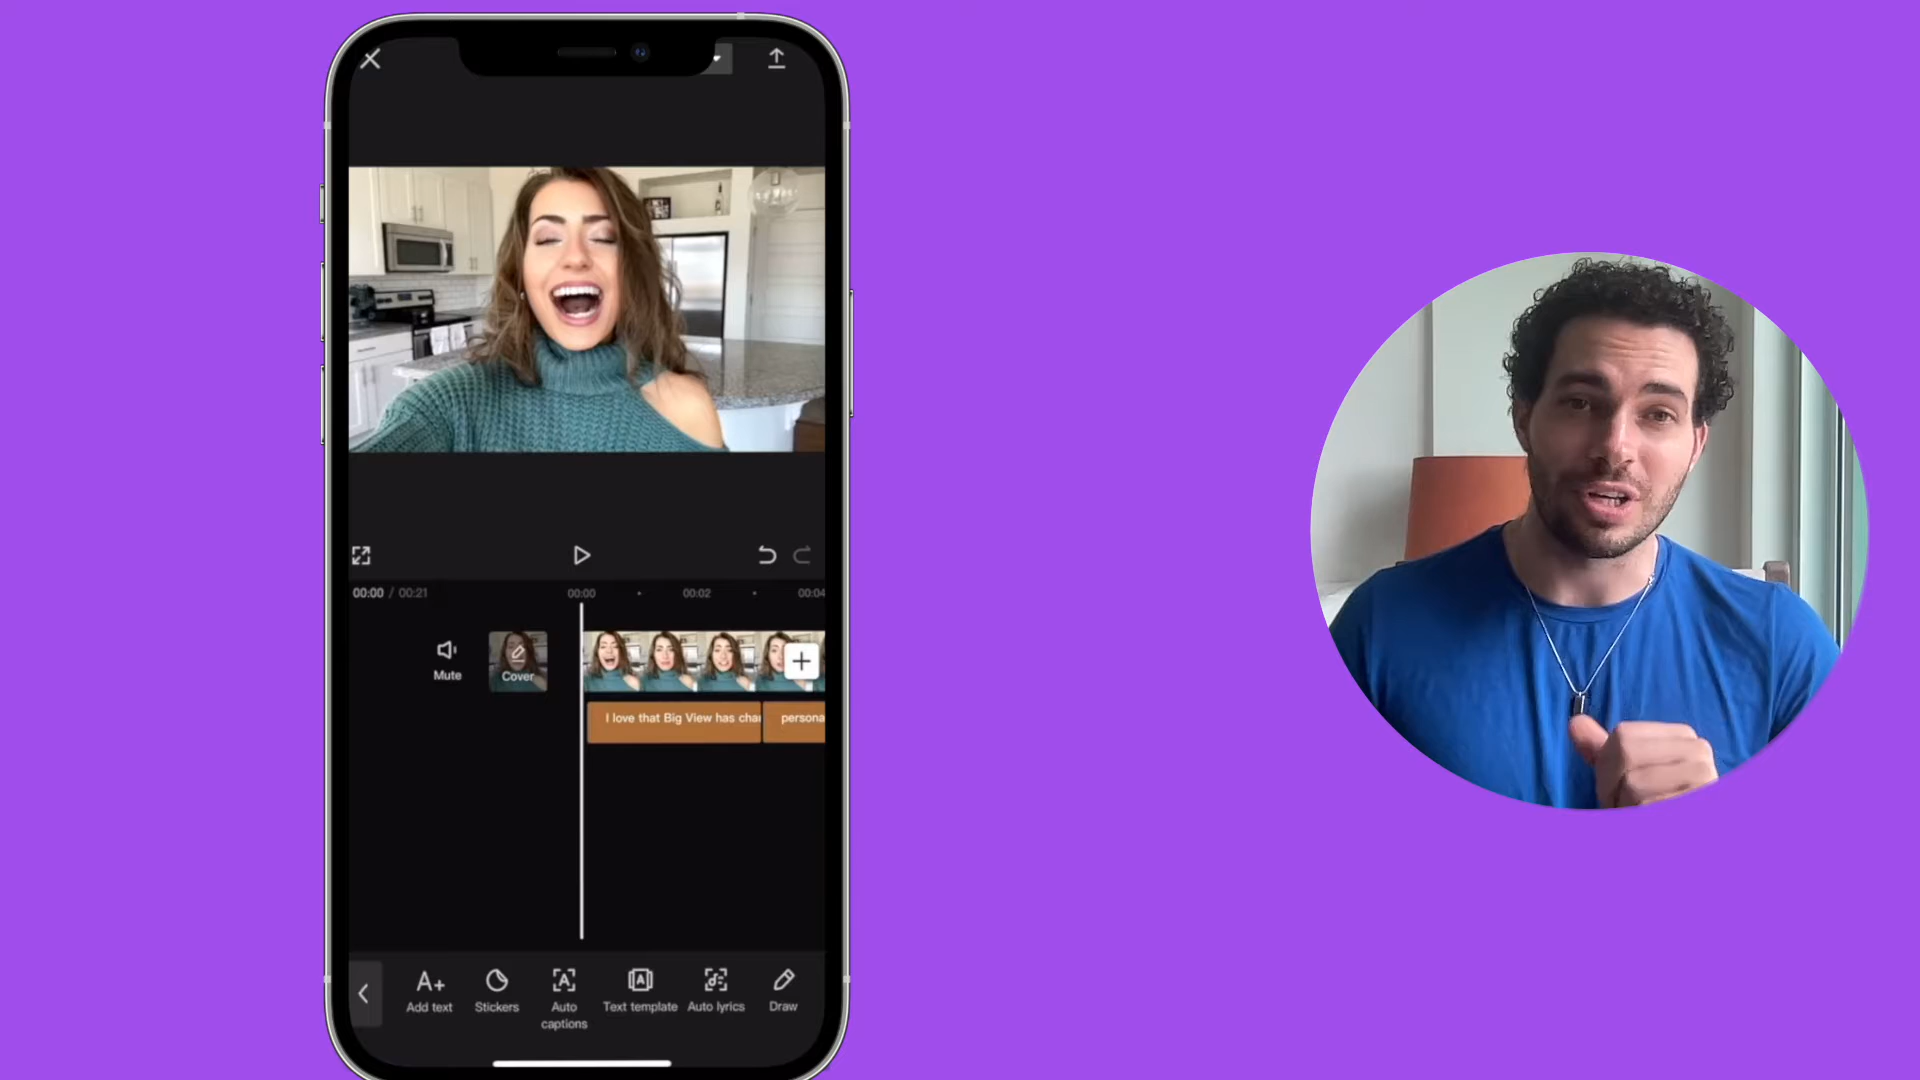 00:00 / 00:21
00:00
00:02
00:04
Mute
Cover
I love that Big View has cha
persona
Add text
Stickers
Auto captions
Text template
Auto lyrics
Draw